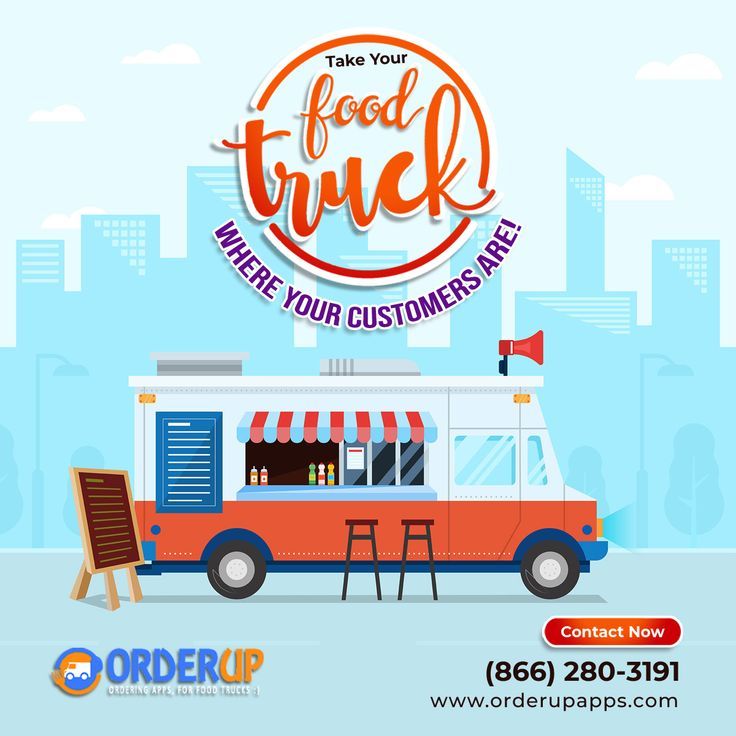 Take Your
food
truck
WHERE YOUR CUSTOMERS ARE!
Contact Now
ORDERUP
ORDERING APPS, FOR FOOD TRUCKS :)
(866) 280-3191
www.orderupapps.com